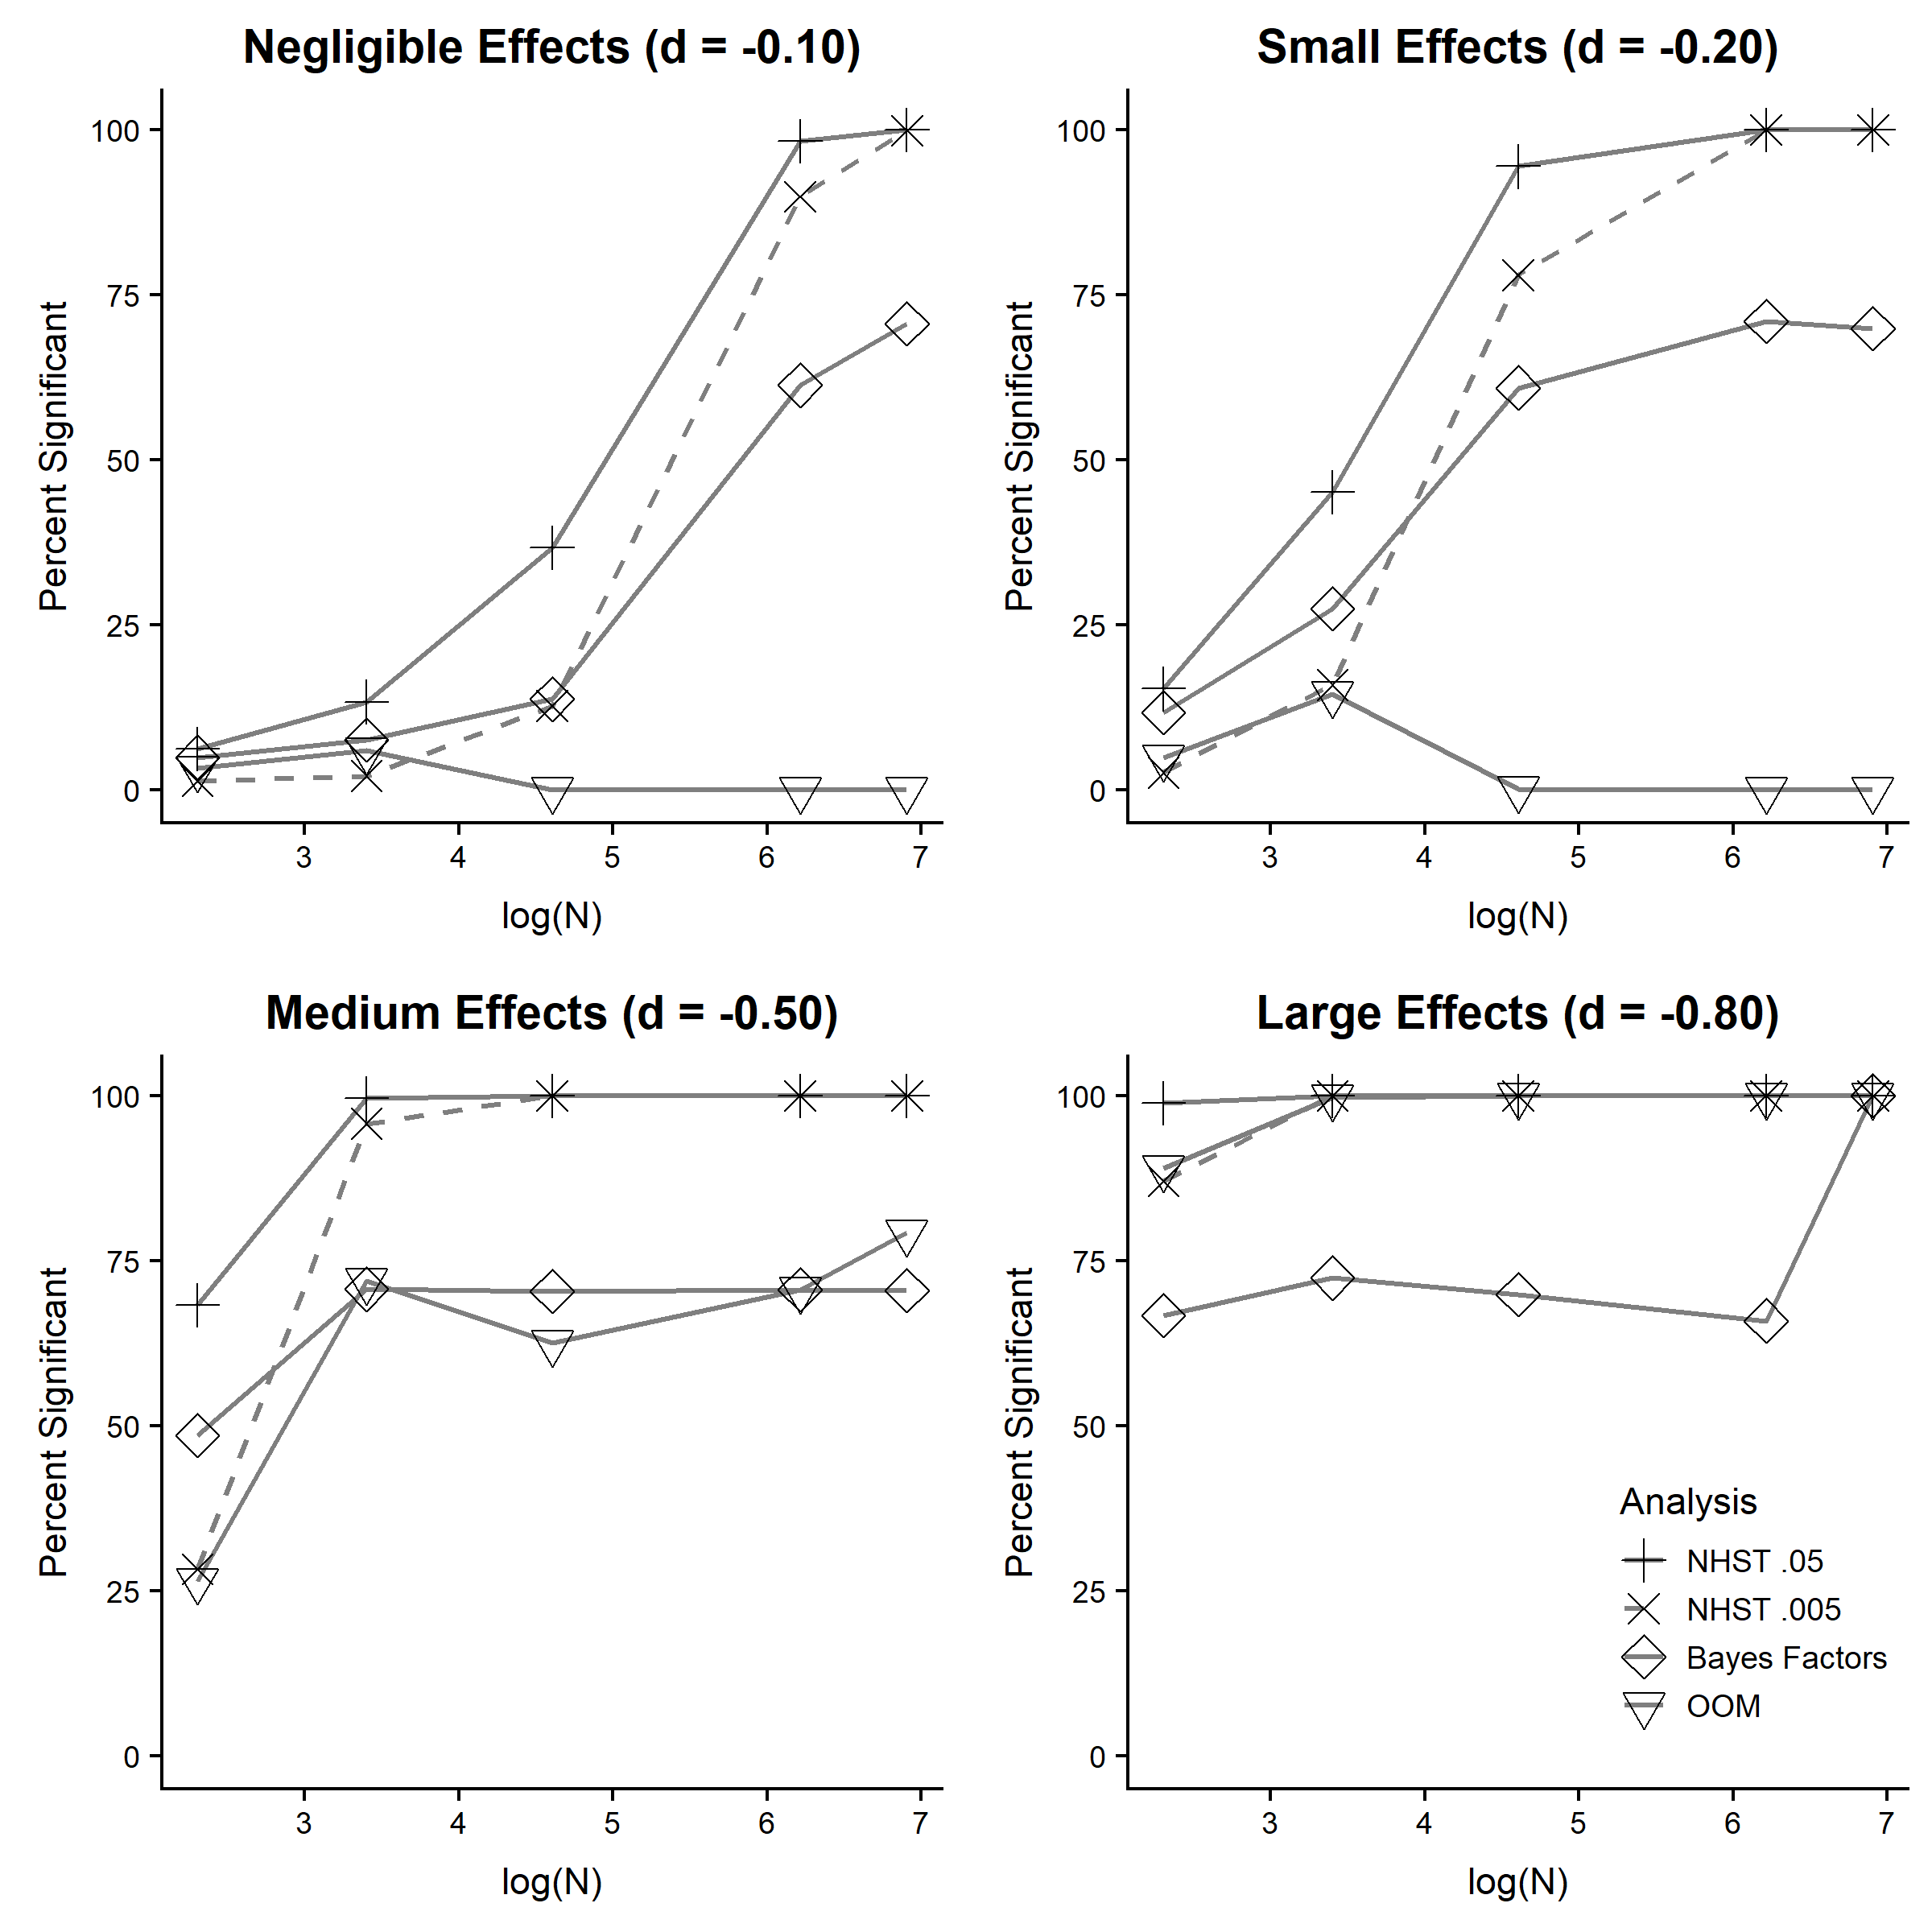 Negligible Effects (d = -0.10)
Percent Significant
100
75
50
25
0
3 4 5 6 7
log(N)
Small Effects (d = -0.20)
Percent Significant
100
75
50
25
0
3 4 5 6 7
log(N)
Medium Effects (d = -0.50)
Percent Significant
100
75
50
25
0
3 4 5 6 7
log(N)
Large Effects (d = -0.80)
Percent Significant
100
75
50
25
0
Analysis
NHST .05
NHST .005
Bayes Factors
OOM
3 4 5 6 7
log(N)